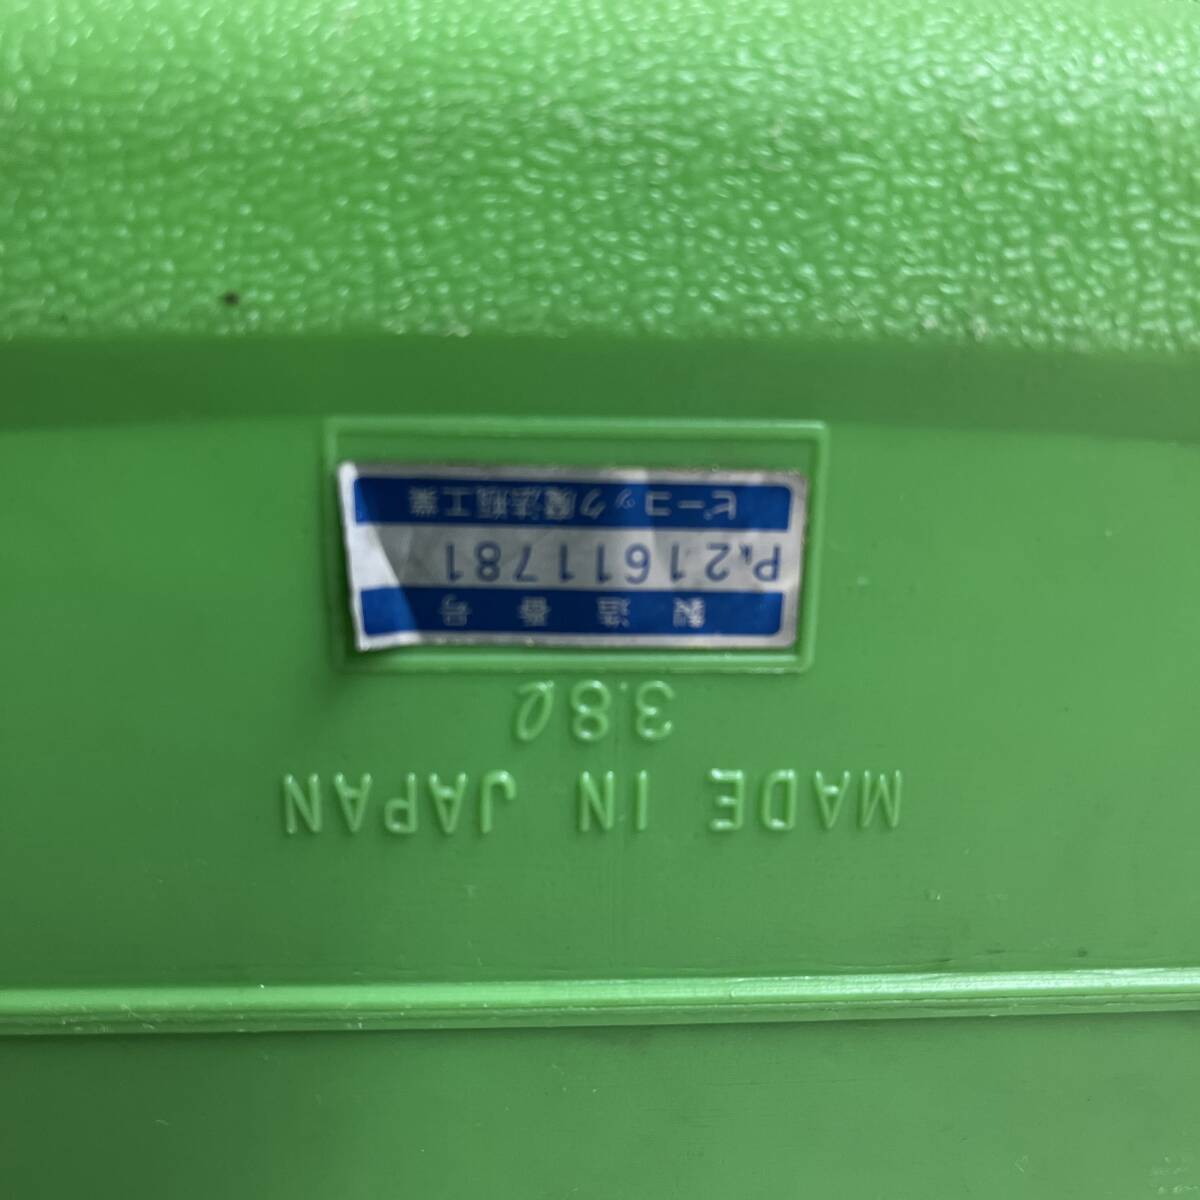 MADE IN JAPAN
3.8ℓ
製造番号
Pk21611781
ピーコック魔法瓶工業